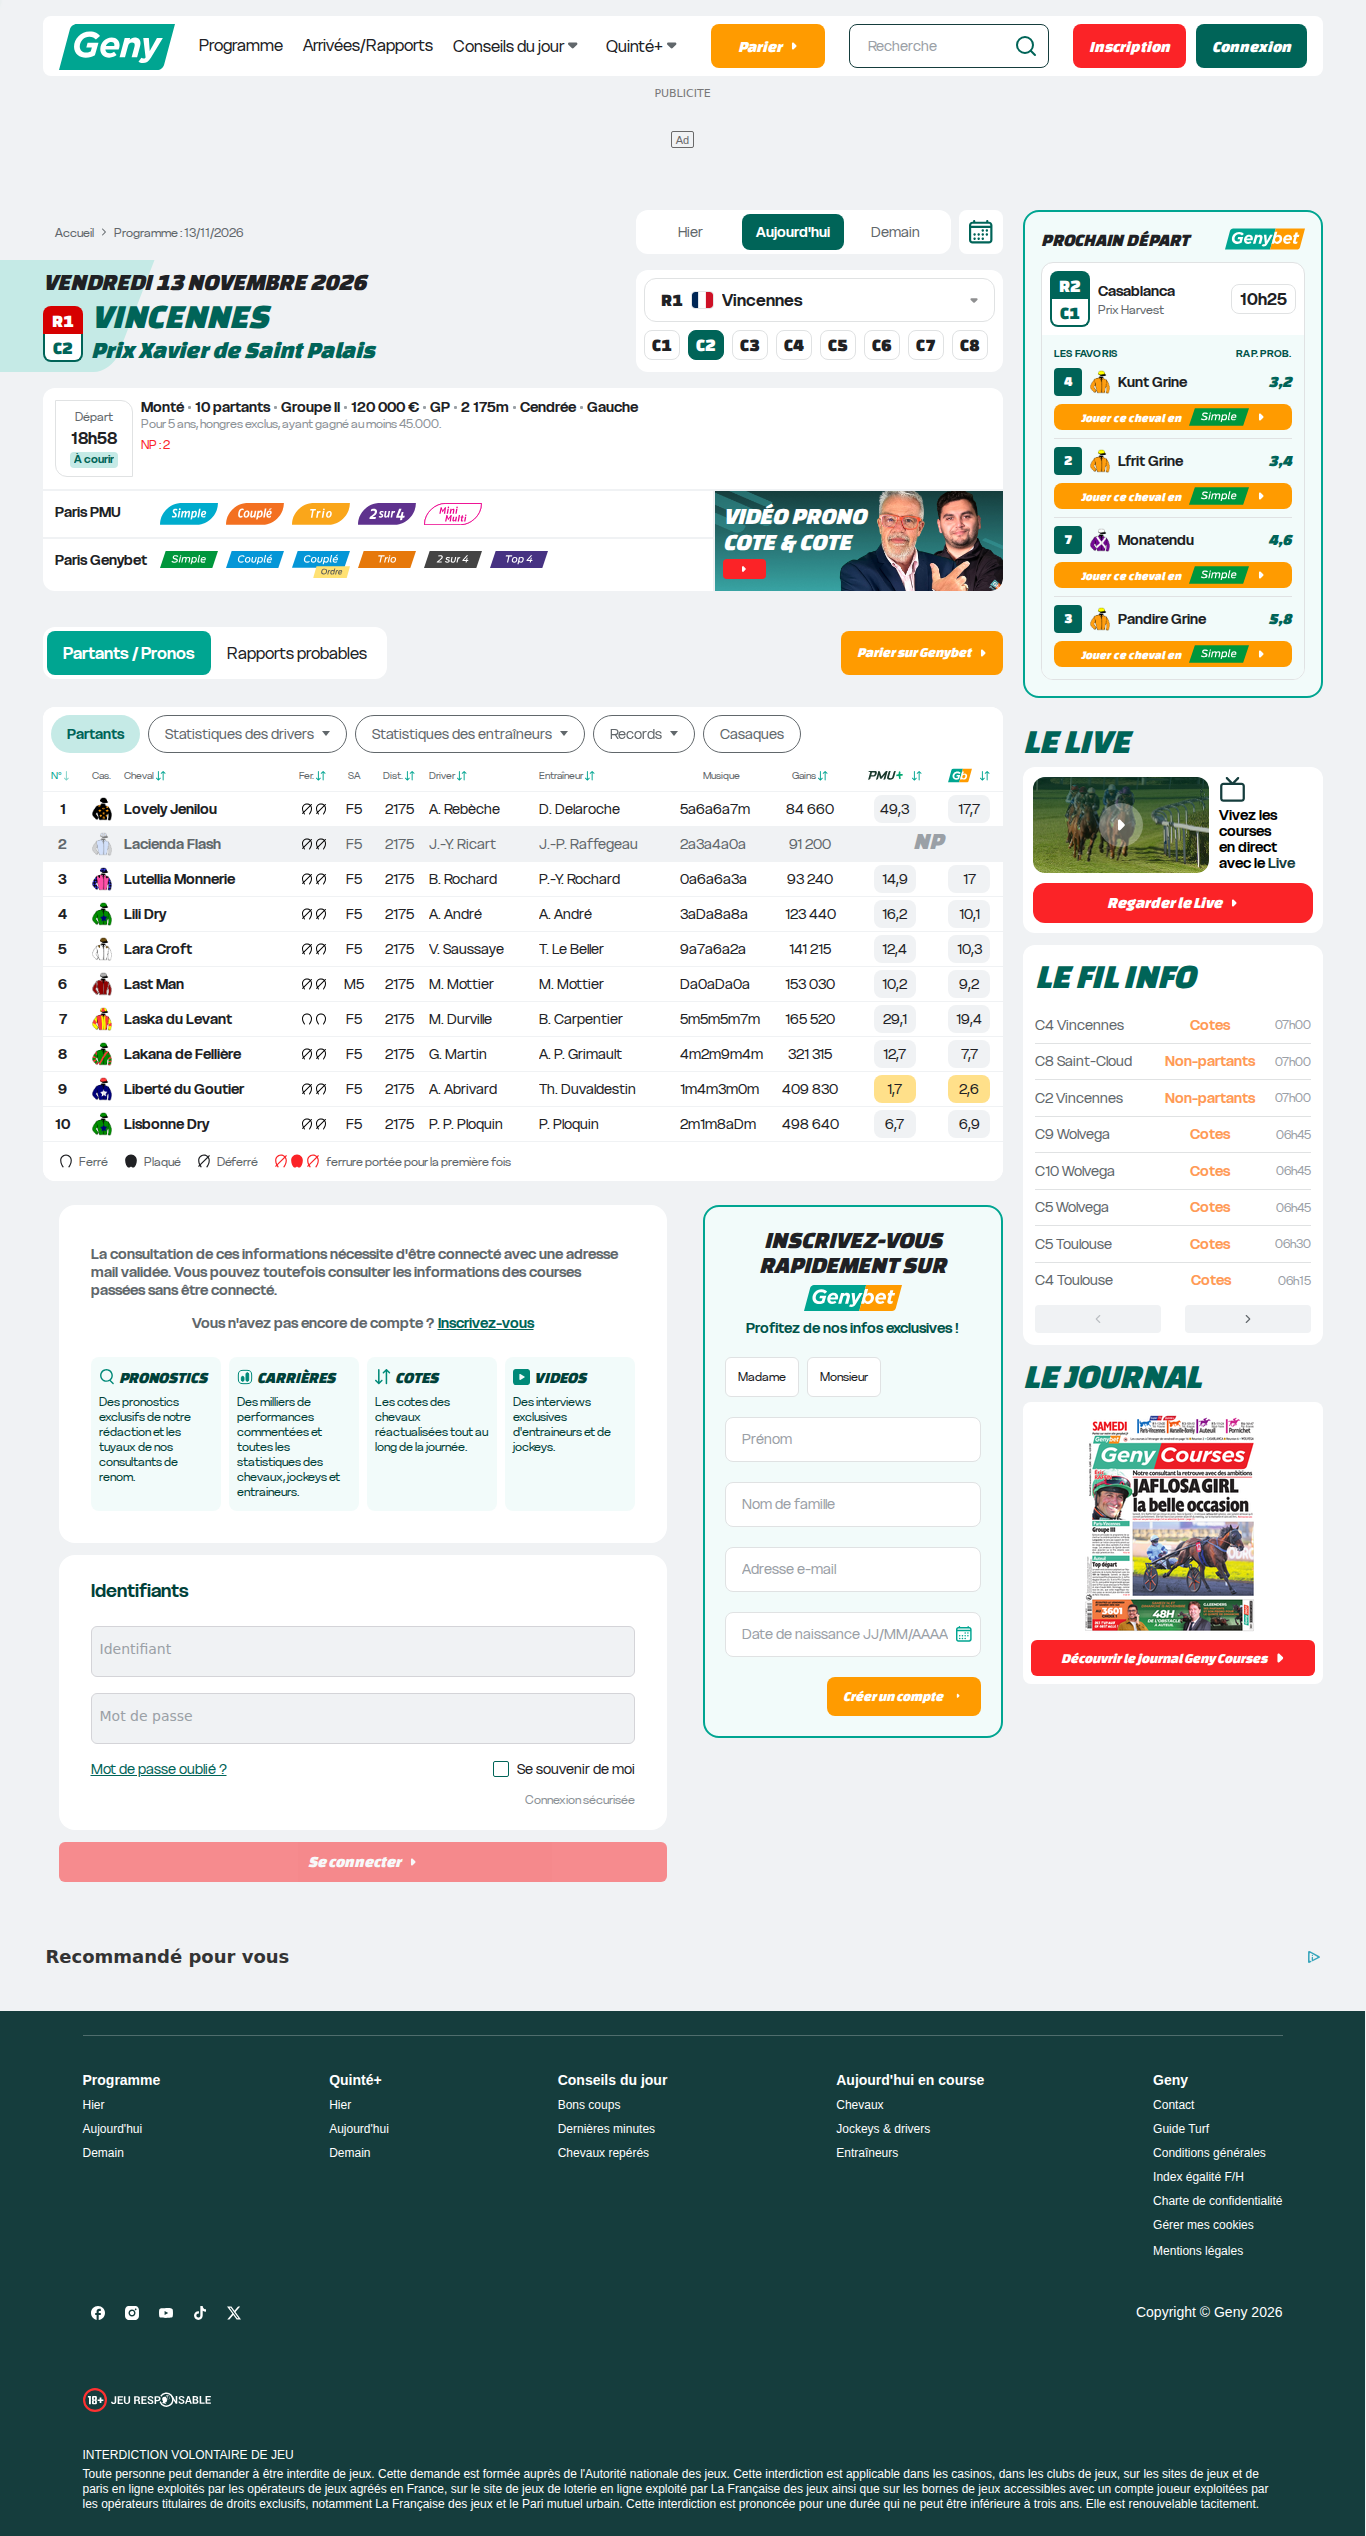 Geny
Programme
Arrivées/Rapports
Conseils du jour
Quinté+
Parier
Recherche
Inscription
Connexion
PUBLICITE
Ad
Accueil > Programme : 13/11/2026
Hier
Aujourd'hui
Demain
VENDREDI 13 NOVEMBRE 2026
R1
C2
VINCENNES
Prix Xavier de Saint Palais
R1 Vincennes
C1 C2 C3 C4 C5 C6 C7 C8
Départ
18h58
À courir
Monté • 10 partants • Groupe II • 120 000 € • GP • 2 175m • Cendrée • Gauche
Pour 5 ans, hongres exclus, ayant gagné au moins 45.000.
NP : 2
Paris PMU
Simple Couplé Trio 2 sur 4 Mini Multi
Paris Genybet
Simple Couplé Couplé Ordre Trio 2 sur 4 Top 4
VIDÉO PRONO
COTE & COTE
Partants / Pronos
Rapports probables
Parier sur Genybet
Partants
Statistiques des drivers
Statistiques des entraîneurs
Records
Casaques
N° Cas. Cheval Fer. SA Dist. Driver Entraîneur Musique Gains PMU+ Gb
1 Lovely Jenilou F5 2175 A. Rebèche D. Delaroche 5a6a6a7m 84 660 49,3 17,7
2 Lacienda Flash F5 2175 J.-Y. Ricart J.-P. Raffegeau 2a3a4a0a 91 200 NP
3 Lutellia Monnerie F5 2175 B. Rochard P.-Y. Rochard 0a6a6a3a 93 240 14,9 17
4 Lili Dry F5 2175 A. André A. André 3aDa8a8a 123 440 16,2 10,1
5 Lara Croft F5 2175 V. Saussaye T. Le Beller 9a7a6a2a 141 215 12,4 10,3
6 Last Man M5 2175 M. Mottier M. Mottier Da0aDa0a 153 030 10,2 9,2
7 Laska du Levant F5 2175 M. Durville B. Carpentier 5m5m5m7m 165 520 29,1 19,4
8 Lakana de Fellière F5 2175 G. Martin A. P. Grimault 4m2m9m4m 321 315 12,7 7,7
9 Liberté du Goutier F5 2175 A. Abrivard Th. Duvaldestin 1m4m3m0m 409 830 1,7 2,6
10 Lisbonne Dry F5 2175 P. P. Ploquin P. Ploquin 2m1m8aDm 498 640 6,7 6,9
Ferré Plaqué Déferré ferrure portée pour la première fois
La consultation de ces informations nécessite d'être connecté avec une adresse
mail validée. Vous pouvez toutefois consulter les informations des courses
passées sans être connecté.
Vous n'avez pas encore de compte ? Inscrivez-vous
PRONOSTICS
Des pronostics
exclusifs de notre
rédaction et les
tuyaux de nos
consultants de
renom.
CARRIÈRES
Des milliers de
performances
commentées et
toutes les
statistiques des
chevaux, jockeys et
entraineurs.
COTES
Les cotes des
chevaux
réactualisées tout au
long de la journée.
VIDEOS
Des interviews
exclusives
d'entraineurs et de
jockeys.
Identifiants
Identifiant
Mot de passe
Mot de passe oublié ?
Se souvenir de moi
Connexion sécurisée
Se connecter
INSCRIVEZ-VOUS
RAPIDEMENT SUR
Genybet
Profitez de nos infos exclusives !
Madame
Monsieur
Prénom
Nom de famille
Adresse e-mail
Date de naissance JJ/MM/AAAA
Créer un compte
PROCHAIN DÉPART
Genybet
R2
C1
Casablanca
Prix Harvest
10h25
LES FAVORIS RAP. PROB.
4 Kunt Grine 3,2
Jouer ce cheval en Simple
2 Lfrit Grine 3,4
Jouer ce cheval en Simple
7 Monatendu 4,6
Jouer ce cheval en Simple
3 Pandire Grine 5,8
Jouer ce cheval en Simple
LE LIVE
Vivez les
courses
en direct
avec le Live
Regarder le Live
LE FIL INFO
C4 Vincennes Cotes 07h00
C8 Saint-Cloud Non-partants 07h00
C2 Vincennes Non-partants 07h00
C9 Wolvega Cotes 06h45
C10 Wolvega Cotes 06h45
C5 Wolvega Cotes 06h45
C5 Toulouse Cotes 06h30
C4 Toulouse Cotes 06h15
LE JOURNAL
SAMEDI
Genybet
Auteuil
Pornichet
Geny Courses
Notre consultant la retrouve avec des ambitions
JAFLOSA GIRL
la belle occasion
Groupe III
Top départ
48H
Découvrir le journal Geny Courses
Recommandé pour vous
Programme
Hier
Aujourd'hui
Demain
Quinté+
Hier
Aujourd'hui
Demain
Conseils du jour
Bons coups
Dernières minutes
Chevaux repérés
Aujourd'hui en course
Chevaux
Jockeys & drivers
Entraîneurs
Geny
Contact
Guide Turf
Conditions générales
Index égalité F/H
Charte de confidentialité
Gérer mes cookies
Mentions légales
Copyright © Geny 2026
18+ JEU RESPONSABLE
INTERDICTION VOLONTAIRE DE JEU
Toute personne peut demander à être interdite de jeux. Cette demande est formée auprès de l'Autorité nationale des jeux. Cette interdiction est applicable dans les casinos, dans les clubs de jeux, sur les sites de jeux et de
paris en ligne exploités par les opérateurs de jeux agréés en France, sur le site de jeux de loterie en ligne exploité par La Française des jeux ainsi que sur les bornes de jeux accessibles avec un compte joueur exploitées par
les opérateurs titulaires de droits exclusifs, notamment La Française des jeux et le Pari mutuel urbain. Cette interdiction est prononcée pour une durée qui ne peut être inférieure à trois ans. Elle est renouvelable tacitement.